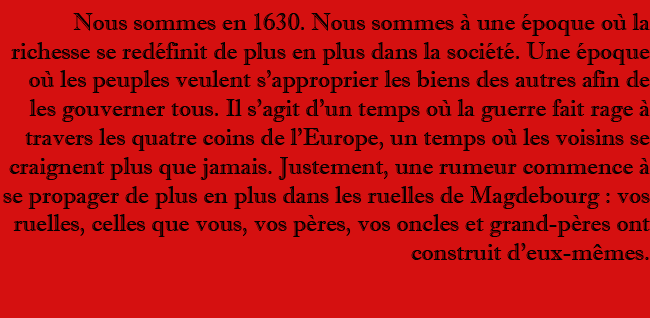 Nous sommes en 1630. Nous sommes à une époque où la
richesse se redéfinit de plus en plus dans la société. Une époque
où les peuples veulent s'approprier les biens des autres afin de
les gouverner tous. Il s'agit d'un temps où la guerre fait rage à
travers les quatre coins de l'Europe, un temps où les voisins se
craignent plus que jamais. Justement, une rumeur commence à
se propager de plus en plus dans les ruelles de Magdebourg : vos
ruelles, celles que vous, vos pères, vos oncles et grand-pères ont
construit d'eux-mêmes.